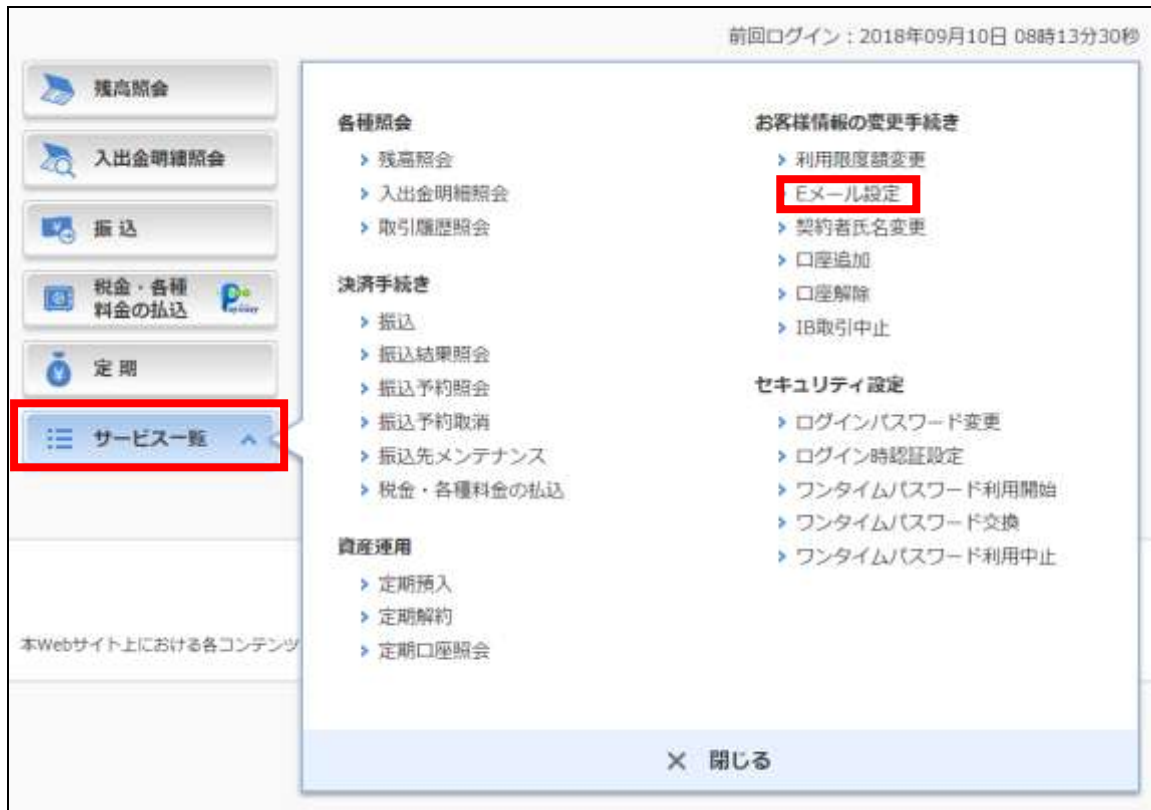 前回ログイン：2018年09月10日 08時13分30秒
残高照会
入出金明細照会
振込
税金・各種
料金の払込
定期
サービス一覧
各種照会
残高照会
入出金明細照会
取引履歴照会
決済手続き
振込
振込結果照会
振込予約照会
振込予約取消
振込先メンテナンス
税金・各種料金の払込
資産運用
定期預入
定期解約
定期口座照会
お客様情報の変更手続き
利用限度額変更
Eメール設定
契約者氏名変更
口座追加
口座解除
IB取引中止
セキュリティ設定
ログインパスワード変更
ログイン時認証設定
ワンタイムパスワード利用開始
ワンタイムパスワード交換
ワンタイムパスワード利用中止
本Webサイト上における各コンテンツ
× 閉じる